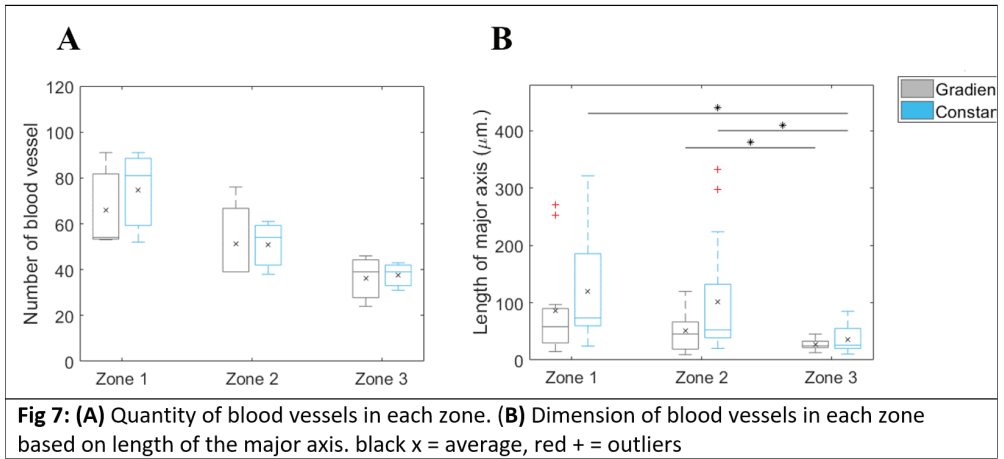 A
B
120
100
80
60
40
20
0
Number of blood vessel
Zone 1
Zone 2
Zone 3
400
300
200
100
0
Length of major axis (μm.)
Zone 1
Zone 2
Zone 3
*
*
*
Gradien
Constar
Fig 7: (A) Quantity of blood vessels in each zone. (B) Dimension of blood vessels in each zone
based on length of the major axis. black x = average, red + = outliers